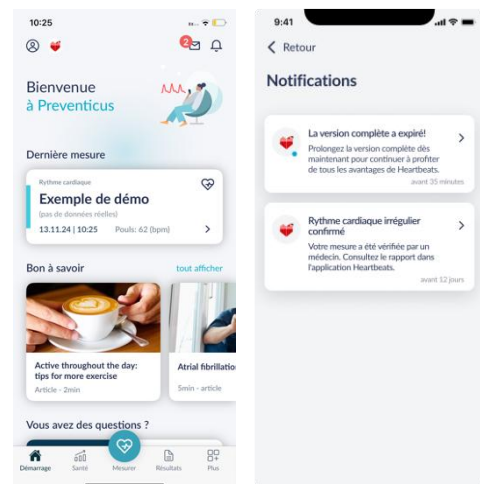 10:25
2
Bienvenue
à Preventicus
Dernière mesure
Rythme cardiaque
Exemple de démo
(pas de données réelles)
13.11.24 | 10:25 Pouls: 62 (bpm)
Bon à savoir tout afficher
Active throughout the day:
tips for more exercise
Article - 2min
Atrial fibrillatio
5min - article
Vous avez des questions ?
Démarrage Santé Mesurer Résultats Plus
9:41
Retour
Notifications
La version complète a expiré!
Prolongez la version complète dès
maintenant pour continuer à profiter
de tous les avantages de Heartbeats.
avant 35 minutes
Rythme cardiaque irrégulier
confirmé
Votre mesure a été vérifiée par un
médecin. Consultez le rapport dans
l'application Heartbeats.
avant 12 jours